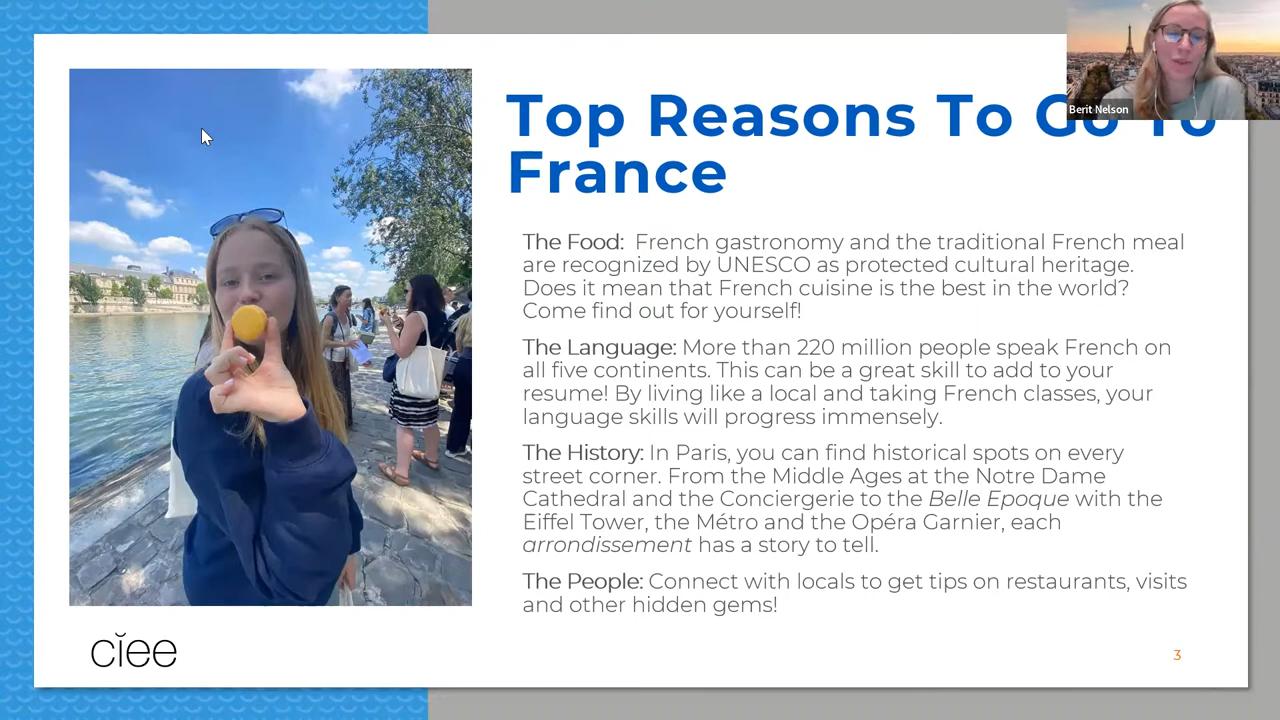 Berit Nelson
Top Reasons To Go To
France
The Food: French gastronomy and the traditional French meal
are recognized by UNESCO as protected cultural heritage.
Does it mean that French cuisine is the best in the world?
Come find out for yourself!
The Language: More than 220 million people speak French on
all five continents. This can be a great skill to add to your
resume! By living like a local and taking French classes, your
language skills will progress immensely.
The History: In Paris, you can find historical spots on every
street corner. From the Middle Ages at the Notre Dame
Cathedral and the Conciergerie to the Belle Epoque with the
Eiffel Tower, the Métro and the Opéra Garnier, each
arrondissement has a story to tell.
The People: Connect with locals to get tips on restaurants, visits
and other hidden gems!
ciee
3